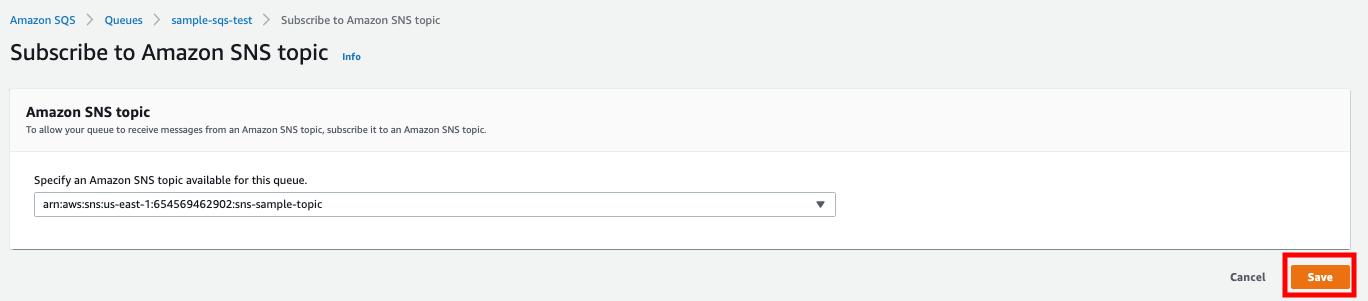 Amazon SQS > Queues > sample-sqs-test > Subscribe to Amazon SNS topic
Subscribe to Amazon SNS topic Info
Amazon SNS topic
To allow your queue to receive messages from an Amazon SNS topic, subscribe it to an Amazon SNS topic.
Specify an Amazon SNS topic available for this queue.
arn:aws:sns:us-east-1:654569462902:sns-sample-topic
Cancel Save